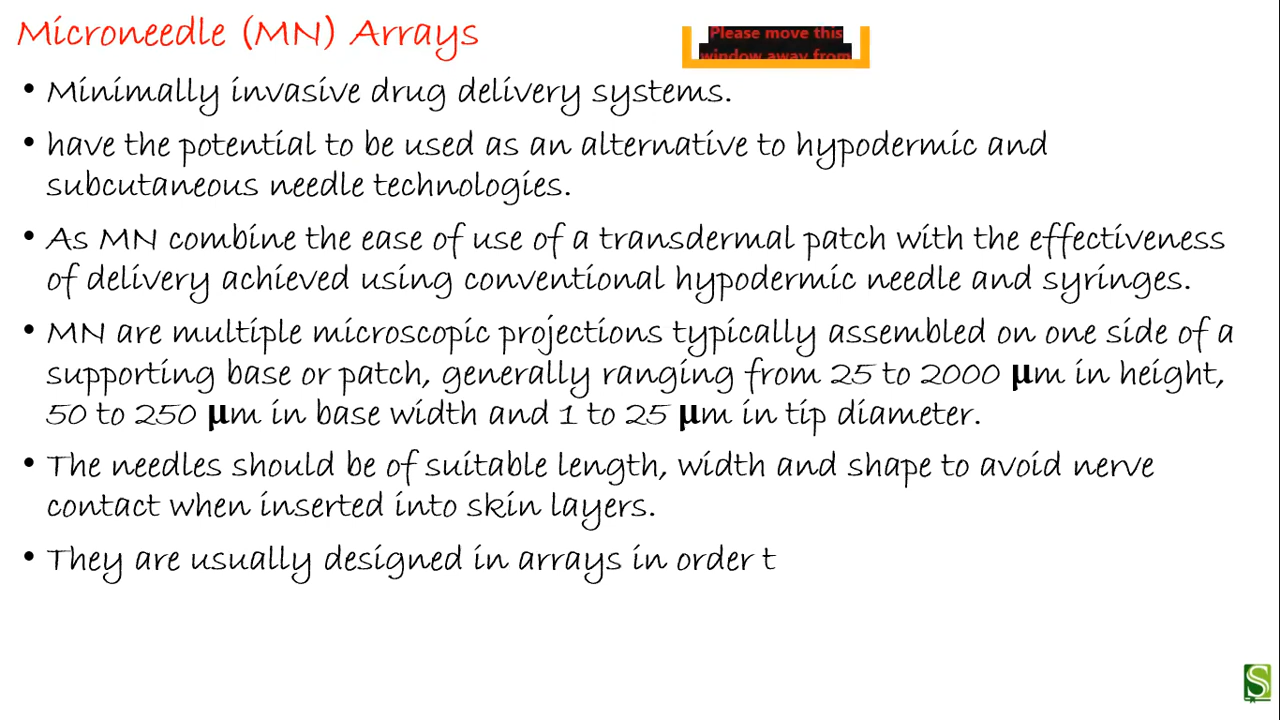 Microneedle (MN) Arrays
Please move this
window away from
• Minimally invasive drug delivery systems.
• have the potential to be used as an alternative to hypodermic and
subcutaneous needle technologies.
• As MN combine the ease of use of a transdermal patch with the effectiveness
of delivery achieved using conventional hypodermic needle and syringes.
• MN are multiple microscopic projections typically assembled on one side of a
supporting base or patch, generally ranging from 25 to 2000 μm in height,
50 to 250 μm in base width and 1 to 25 μm in tip diameter.
• The needles should be of suitable length, width and shape to avoid nerve
contact when inserted into skin layers.
• They are usually designed in arrays in order t
S